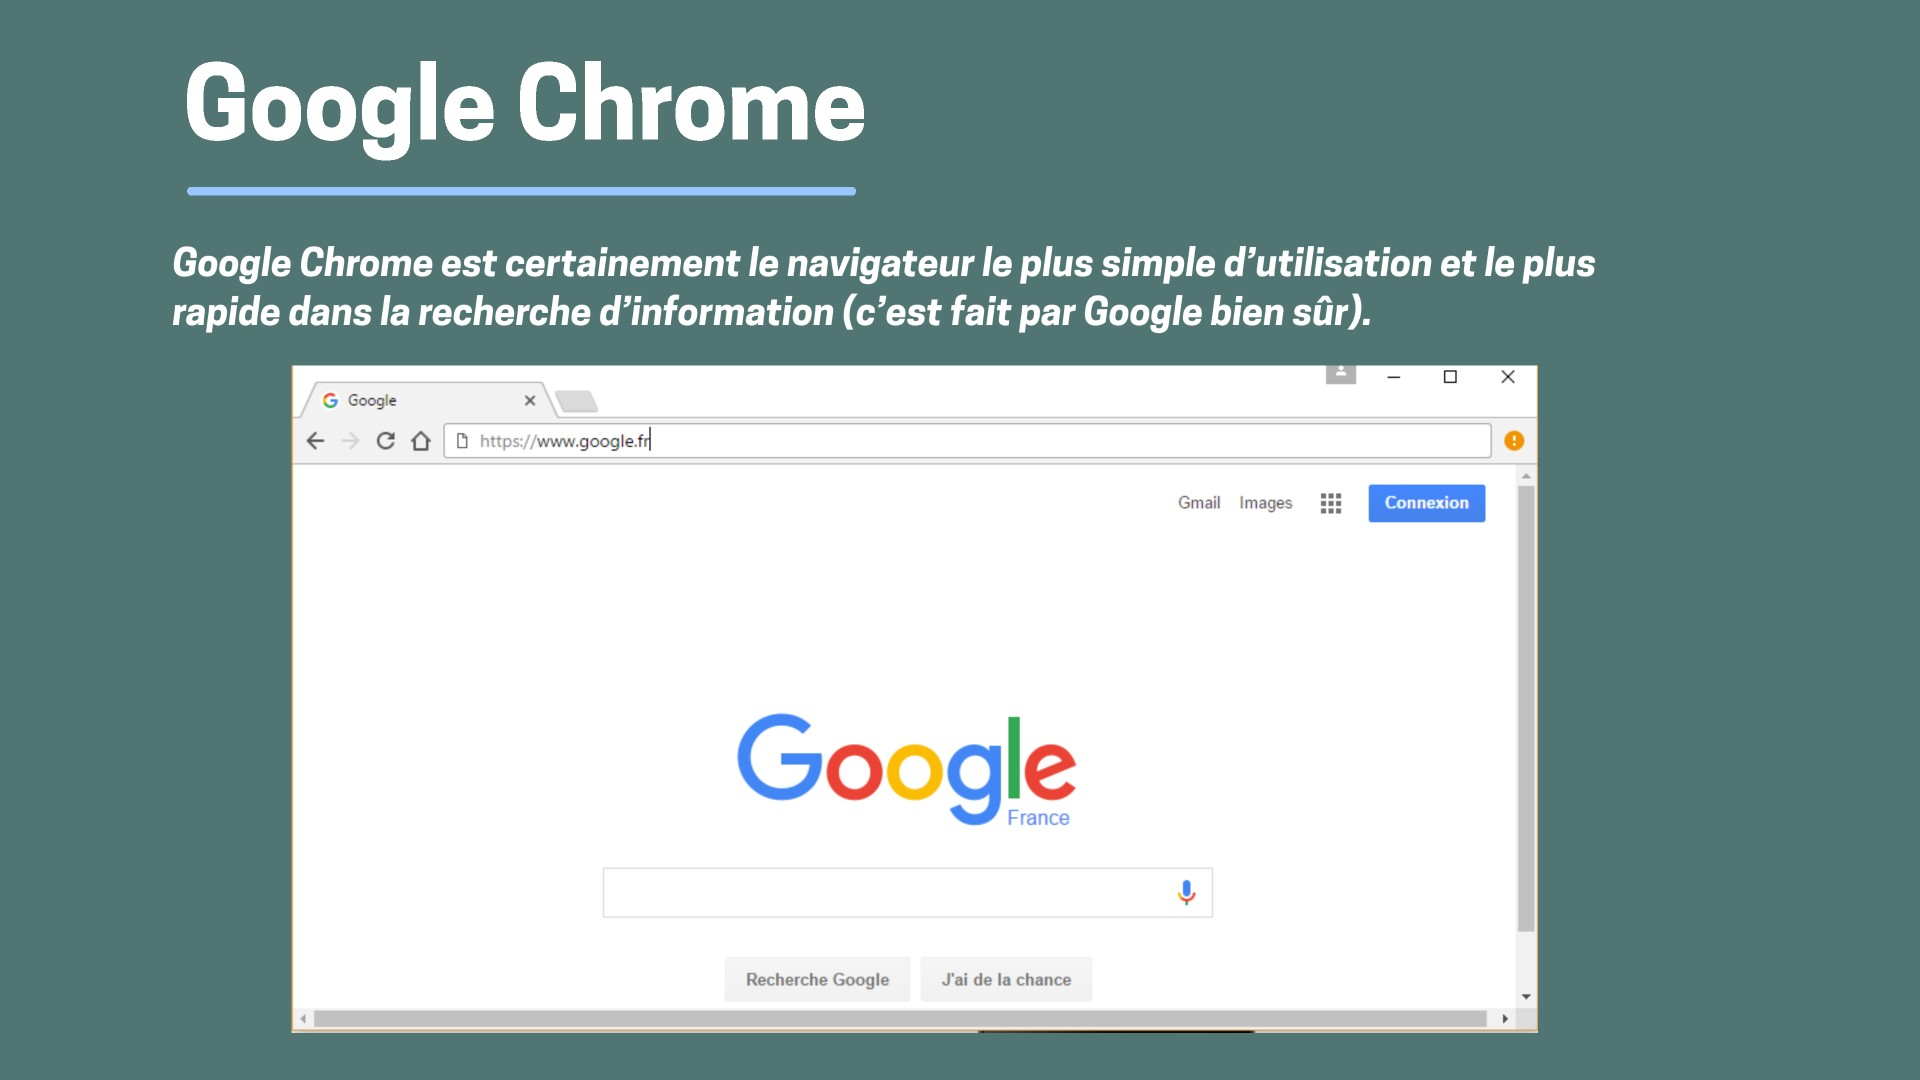 Google Chrome
Google Chrome est certainement le navigateur le plus simple d’utilisation et le plus
rapide dans la recherche d’information (c’est fait par Google bien sûr).
Google
https://www.google.fr
Gmail Images Connexion
Google
France
Recherche Google J'ai de la chance